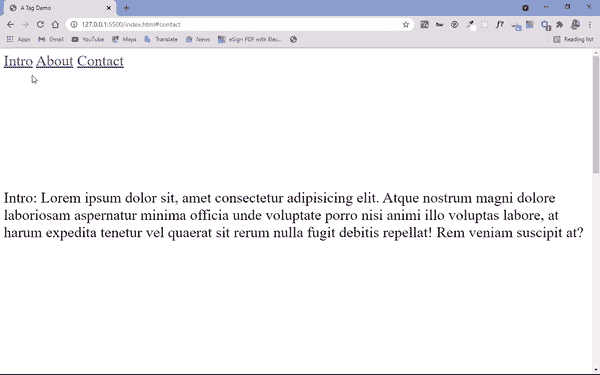 A Tag Demo
127.0.0.1:5500/index.html#contact
Apps Gmail YouTube Maps Translate News eSign PDF with Elec... Reading list
Intro About Contact
Intro: Lorem ipsum dolor sit, amet consectetur adipisicing elit. Atque nostrum magni dolore
laboriosam aspernatur minima officia unde voluptate porro nisi animi illo voluptas labore, at
harum expedita tenetur vel quaerat sit rerum nulla fugit debitis repellat! Rem veniam suscipit at?